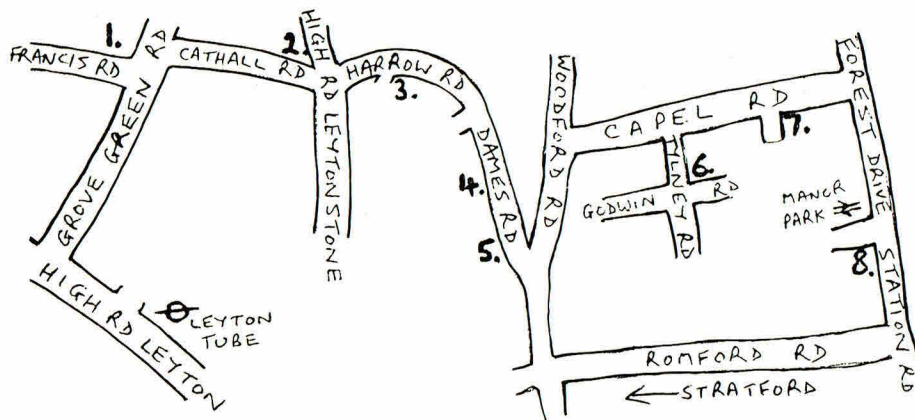 1.
FRANCIS RD
GROVE GREEN RD
CATHALL RD
2.
HIGH RD LEYTONSTONE
HARROW RD
3.
DAMES RD
4.
5.
WOODFORD RD
CAPEL RD
TYLNEY RD
6.
GODWIN RD
7.
FOREST DRIVE
MANOR
PARK
8.
STATION RD
HIGH RD LEYTON
LEYTON
TUBE
ROMFORD RD
← STRATFORD